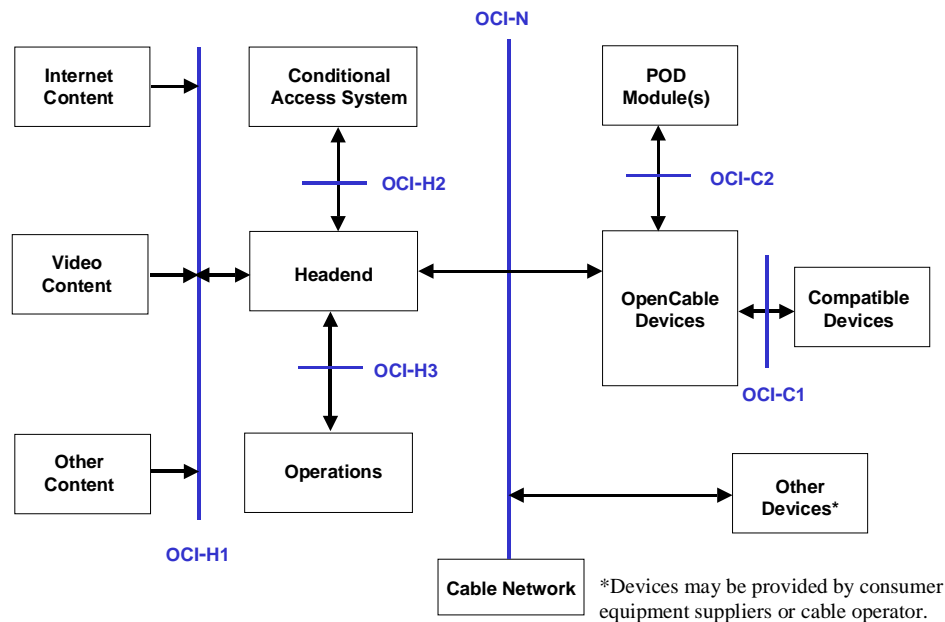 OCI-N
Internet
Content
Conditional
Access System
POD
Module(s)
OCI-H2
OCI-C2
Video
Content
Headend
OpenCable
Devices
Compatible
Devices
OCI-H3
OCI-C1
Other
Content
Operations
Other
Devices*
OCI-H1
Cable Network
*Devices may be provided by consumer
equipment suppliers or cable operator.